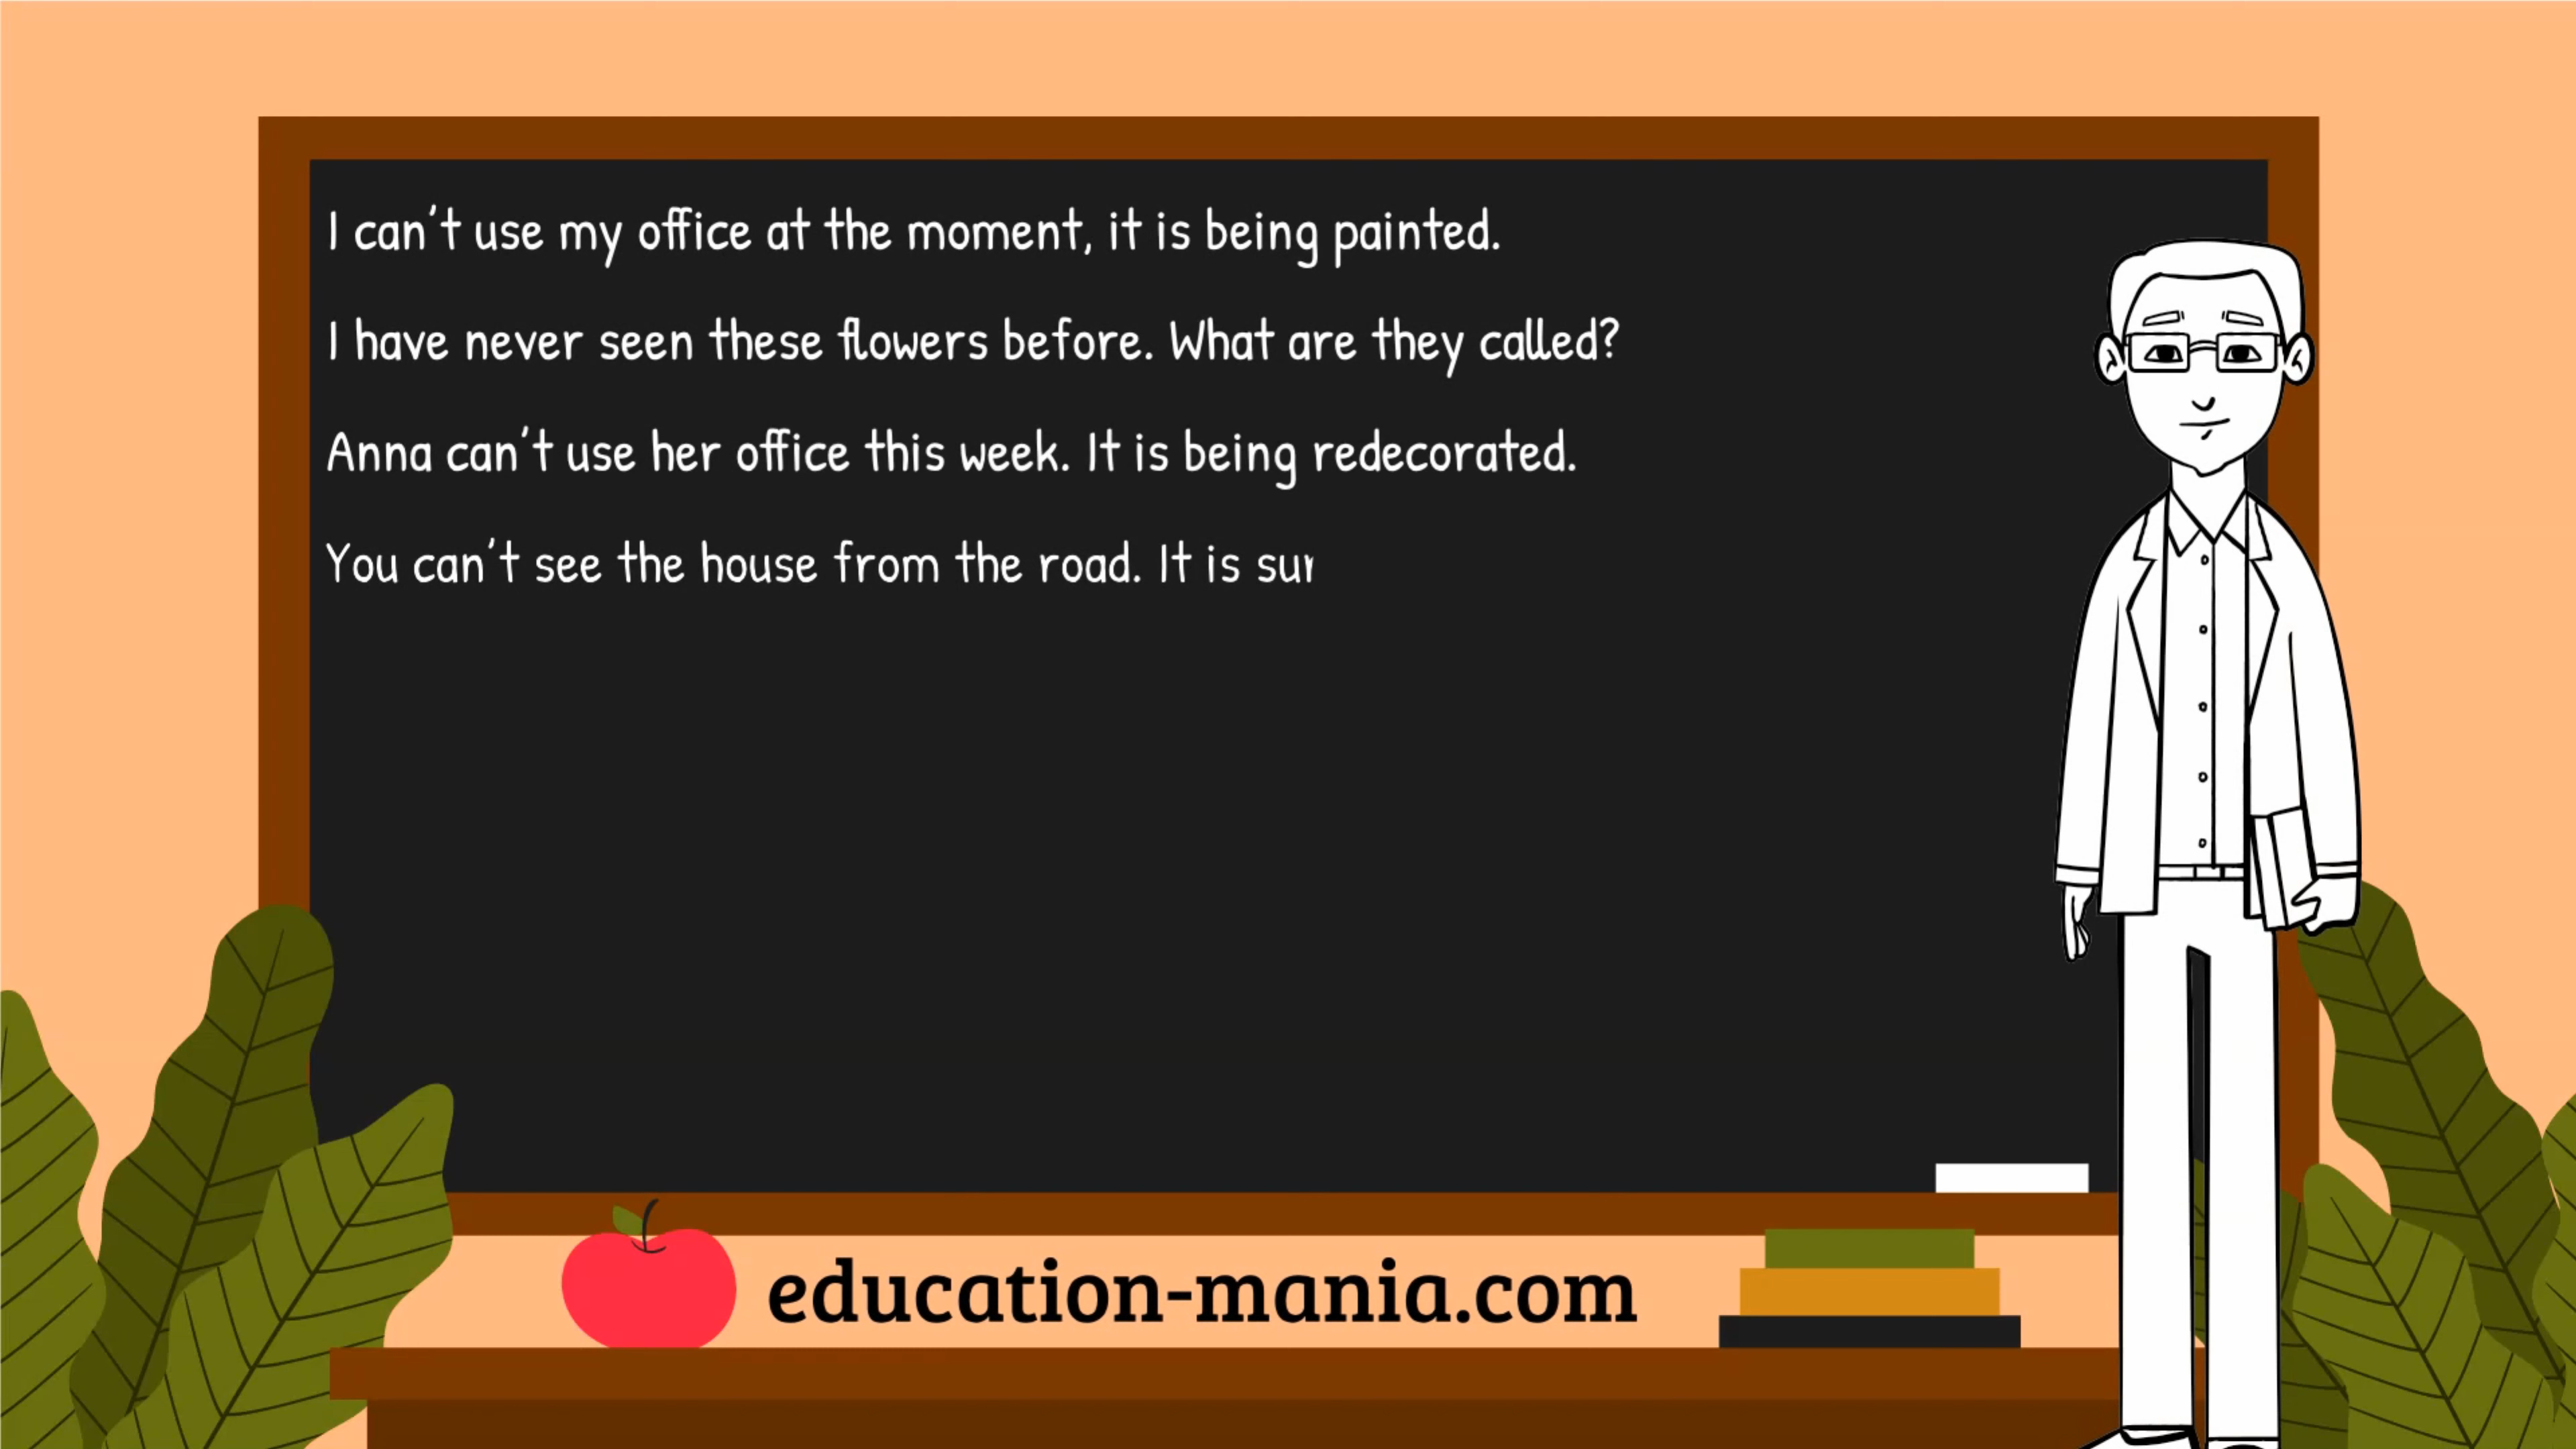 I can't use my office at the moment, it is being painted.
I have never seen these flowers before. What are they called?
Anna can't use her office this week. It is being redecorated.
You can't see the house from the road. It is sur
education-mania.com